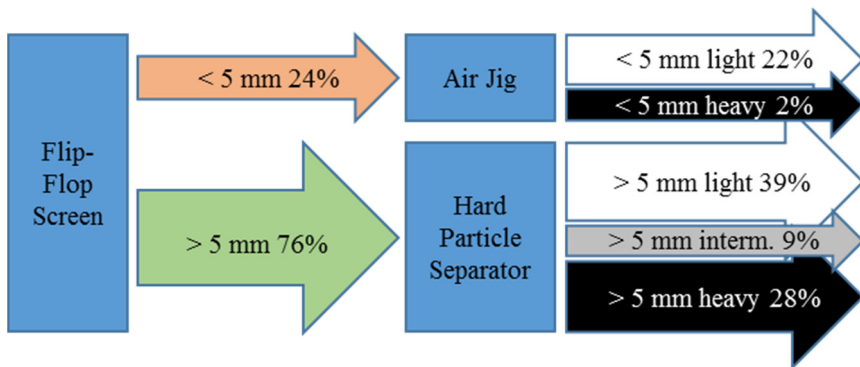 Flip-
Flop
Screen
< 5 mm 24%
> 5 mm 76%
Air Jig
Hard
Particle
Separator
< 5 mm light 22%
< 5 mm heavy 2%
> 5 mm light 39%
> 5 mm interm. 9%
> 5 mm heavy 28%